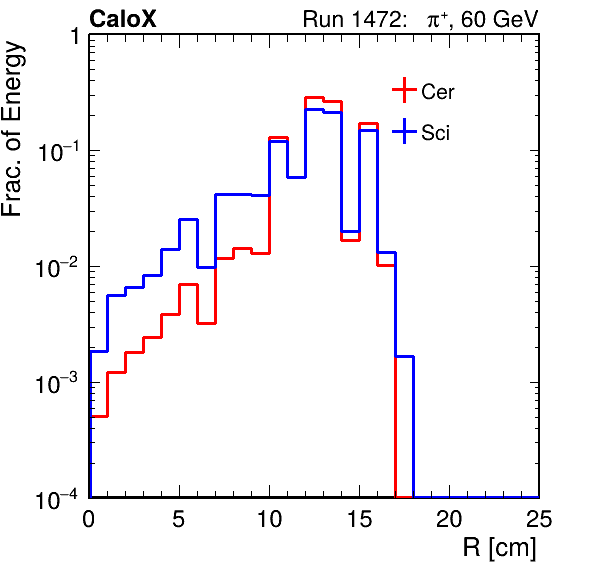 CaloX Run 1472: π⁺, 60 GeV
Frac. of Energy
1
10⁻¹
10⁻²
10⁻³
10⁻⁴
Cer
Sci
0 5 10 15 20 25
R [cm]